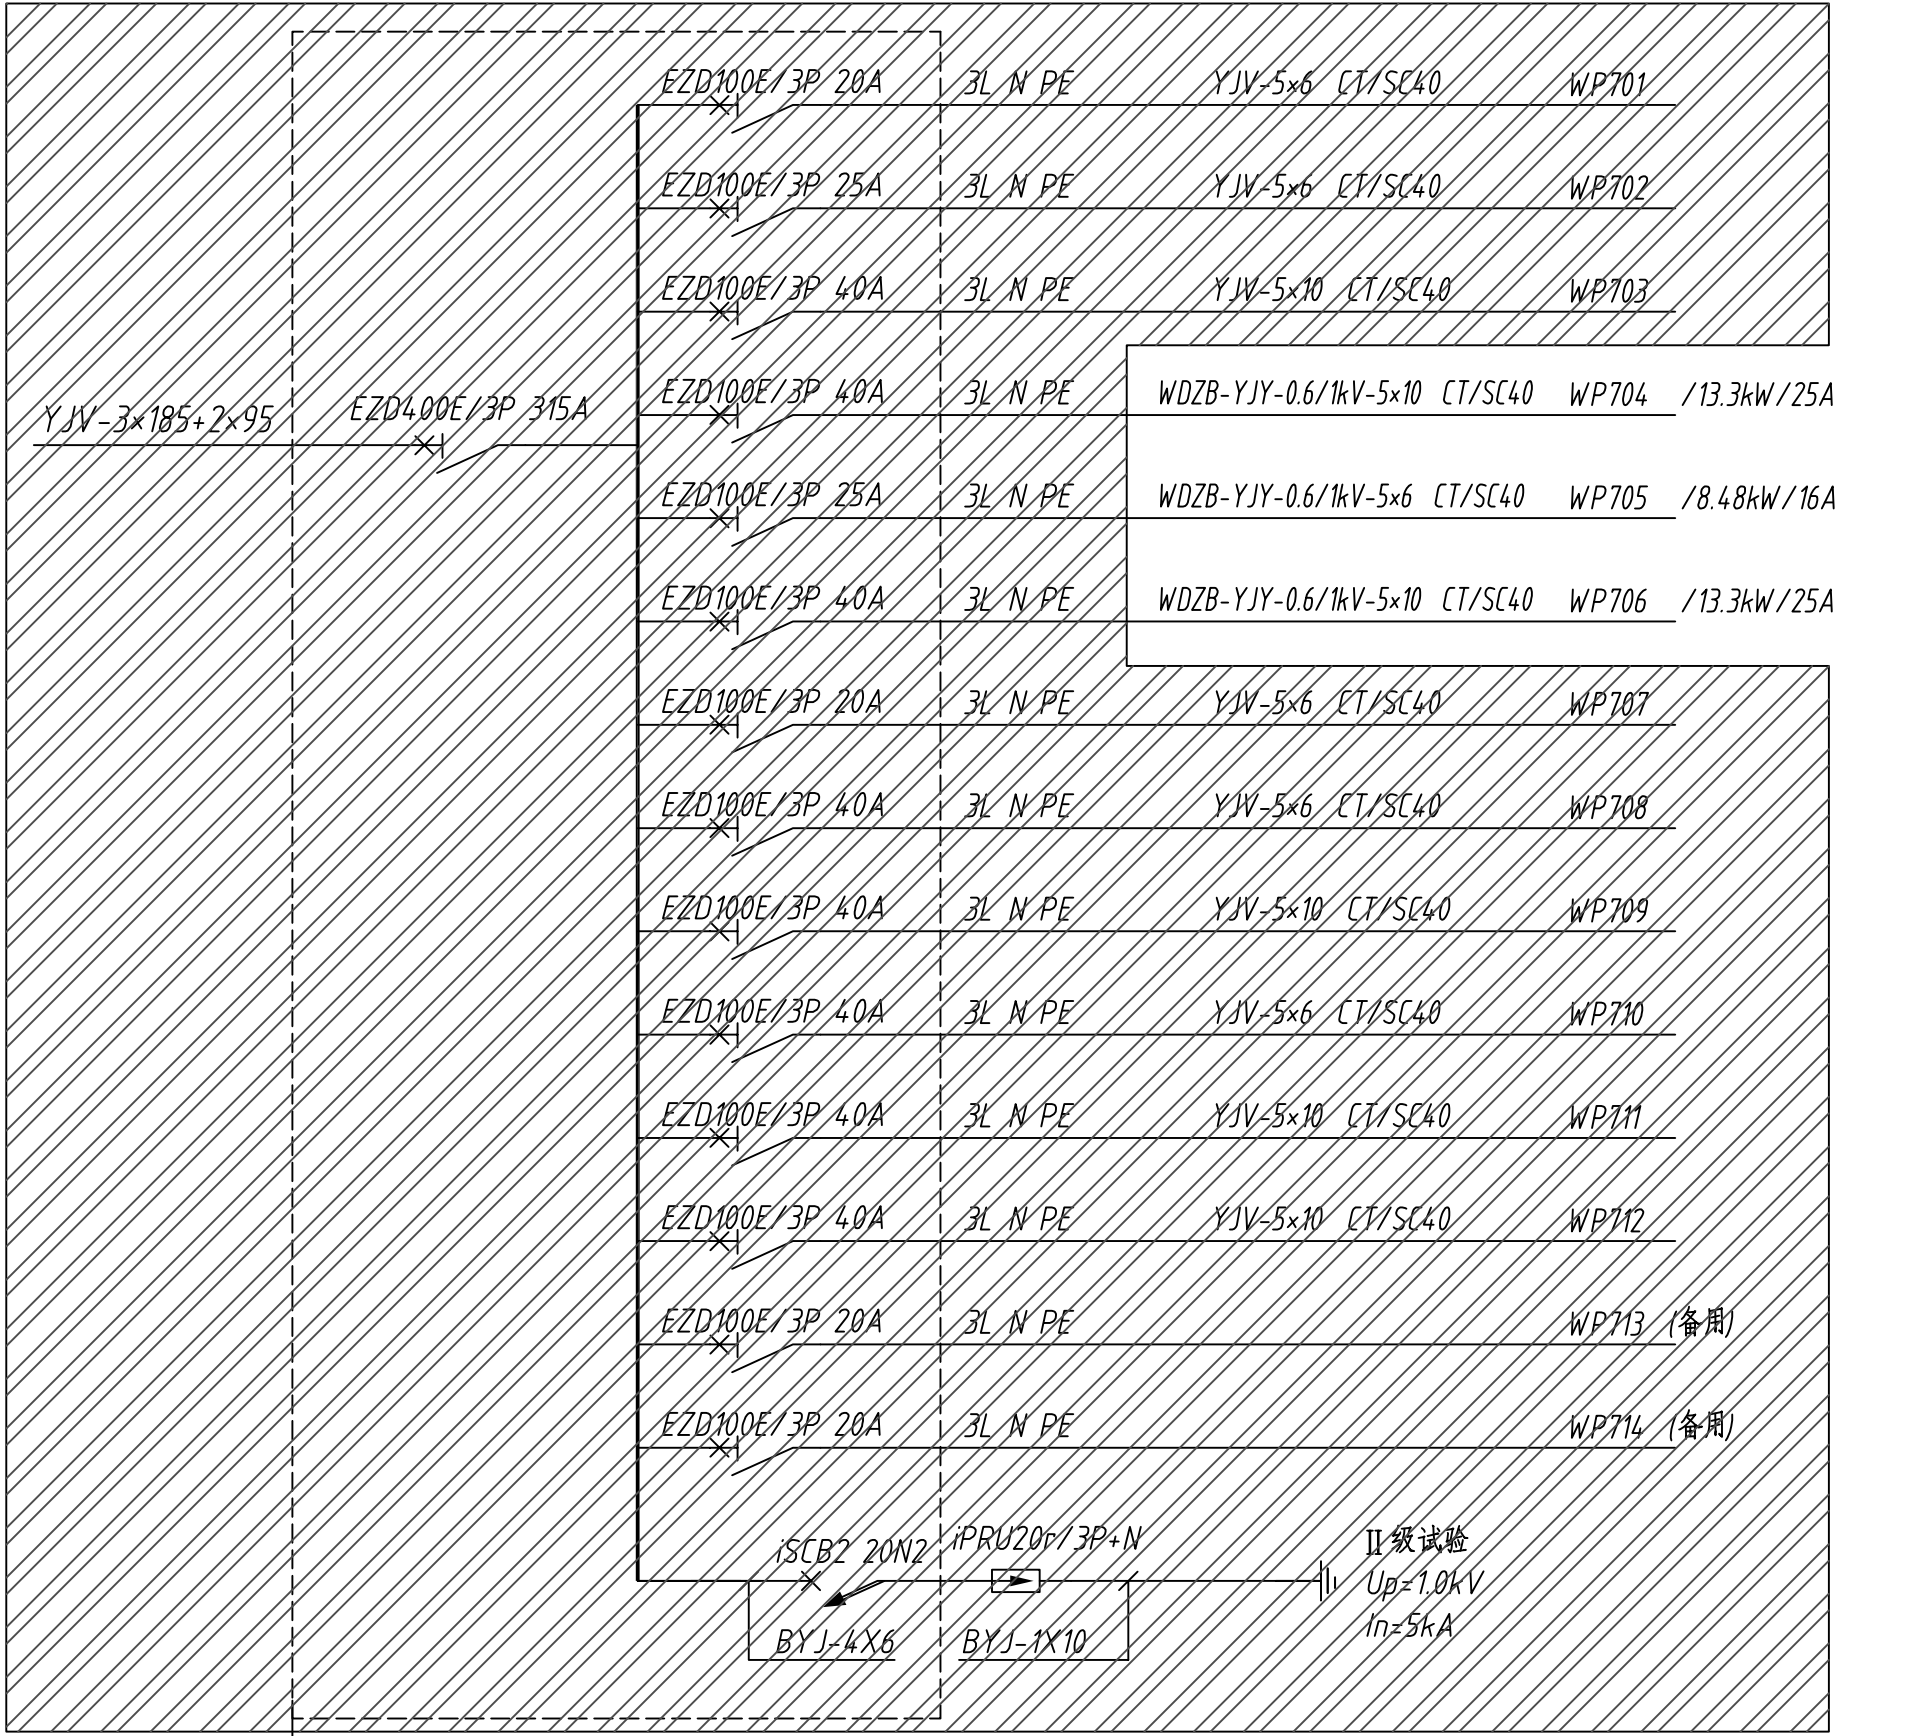 EZD100E/3P 20A 3L N PE YJV-5×6 CT/SC40 WP701
EZD100E/3P 25A 3L N PE YJV-5×6 CT/SC40 WP702
EZD100E/3P 40A 3L N PE YJV-5×10 CT/SC40 WP703
EZD100E/3P 40A 3L N PE WDZB-YJY-0.6/1kV-5×10 CT/SC40 WP704 /13.3kW/25A
YJV-3×185+2×95 EZD400E/3P 315A
EZD100E/3P 25A 3L N PE WDZB-YJY-0.6/1kV-5×6 CT/SC40 WP705 /8.48kW/16A
EZD100E/3P 40A 3L N PE WDZB-YJY-0.6/1kV-5×10 CT/SC40 WP706 /13.3kW/25A
EZD100E/3P 20A 3L N PE YJV-5×6 CT/SC40 WP707
EZD100E/3P 40A 3L N PE YJV-5×6 CT/SC40 WP708
EZD100E/3P 40A 3L N PE YJV-5×10 CT/SC40 WP709
EZD100E/3P 40A 3L N PE YJV-5×6 CT/SC40 WP710
EZD100E/3P 40A 3L N PE YJV-5×10 CT/SC40 WP711
EZD100E/3P 40A 3L N PE YJV-5×10 CT/SC40 WP712
EZD100E/3P 20A 3L N PE WP713 (备用)
EZD100E/3P 20A 3L N PE WP714 (备用)
iSCB2 20N2 iPRU20r/3P+N II 级试验
Up=1.0kV
In=5kA
BYJ-4X6 BYJ-1X10